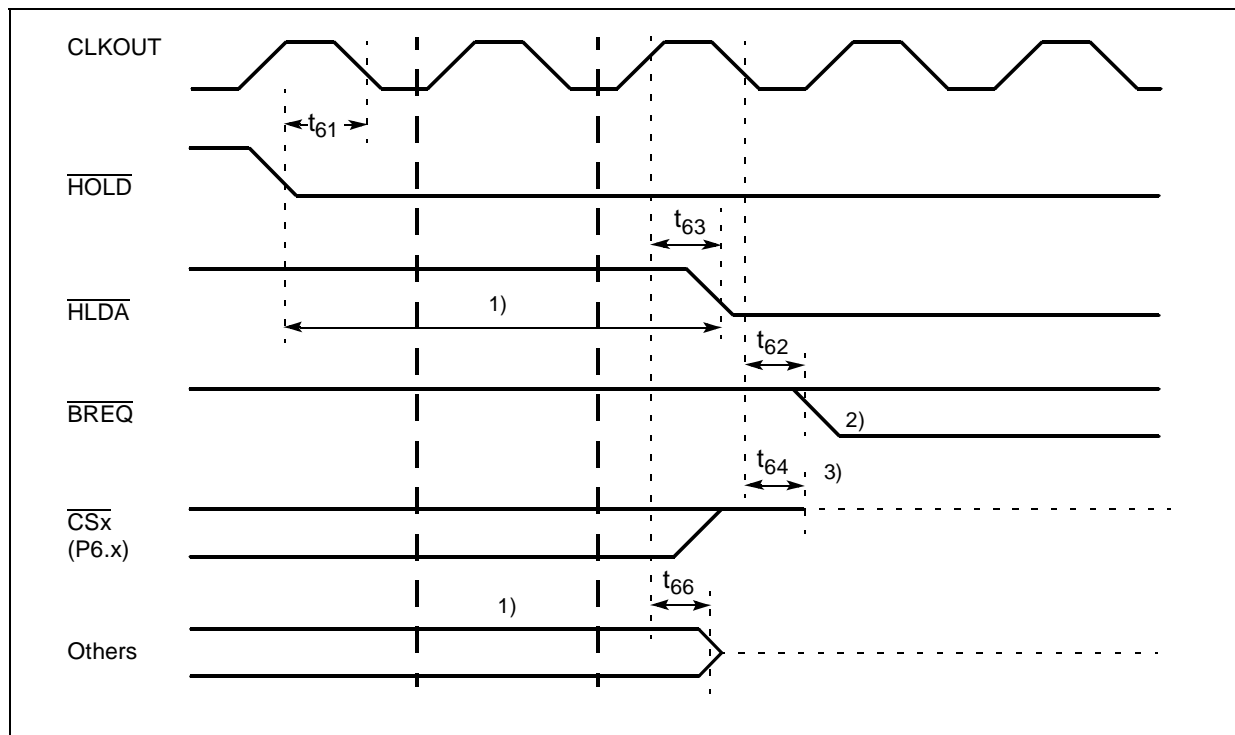 CLKOUT
t61
HOLD
t63
HLDA
1)
t62
BREQ
2)
t64
3)
CSx
(P6.x)
t66
1)
Others